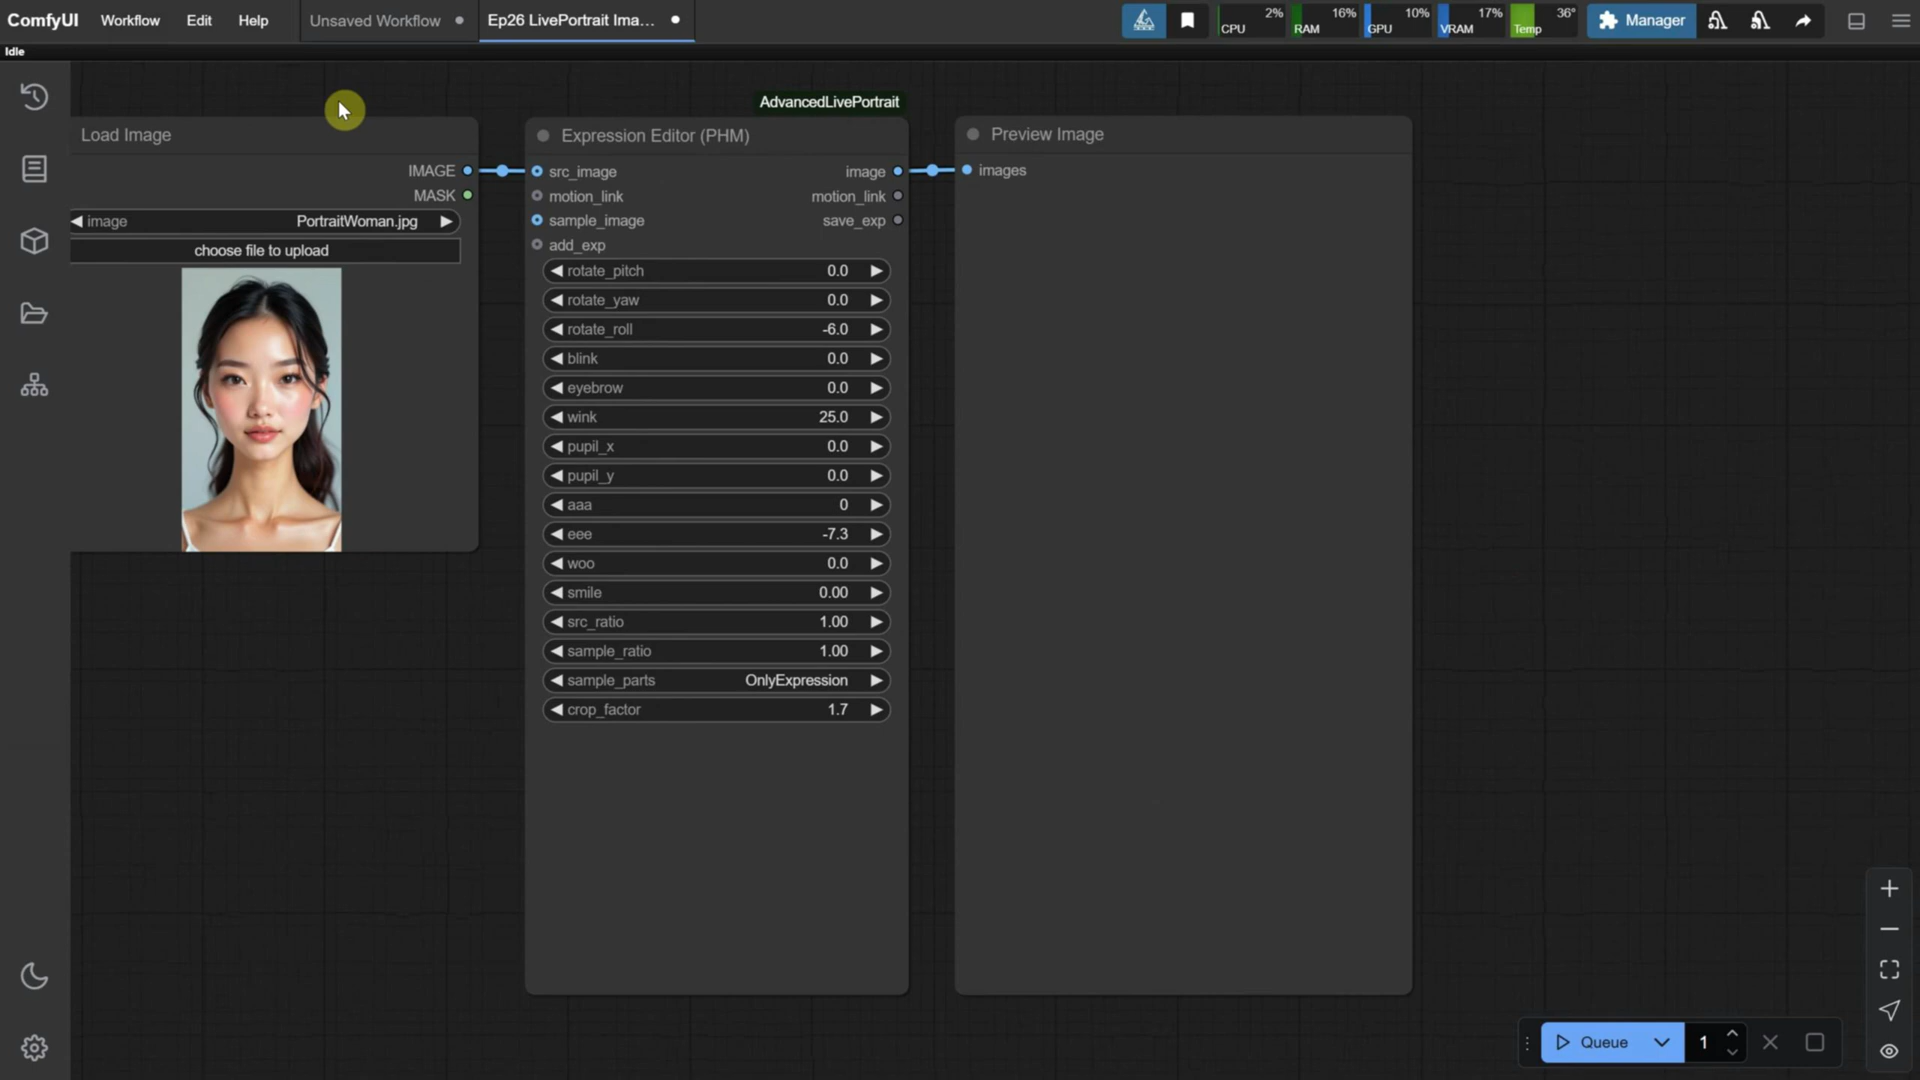 ComfyUI Workflow Edit Help Unsaved Workflow Ep26 LivePortrait Ima...
CPU 2% RAM 16% GPU 10% VRAM 17% Temp 36° Manager
Idle
AdvancedLivePortrait
Load Image
IMAGE
MASK
image PortraitWoman.jpg
choose file to upload
Expression Editor (PHM)
src_image image
motion_link motion_link
sample_image save_exp
add_exp
rotate_pitch 0.0
rotate_yaw 0.0
rotate_roll -6.0
blink 0.0
eyebrow 0.0
wink 25.0
pupil_x 0.0
pupil_y 0.0
aaa 0
eee -7.3
woo 0.0
smile 0.00
src_ratio 1.00
sample_ratio 1.00
sample_parts OnlyExpression
crop_factor 1.7
Preview Image
images
Queue 1